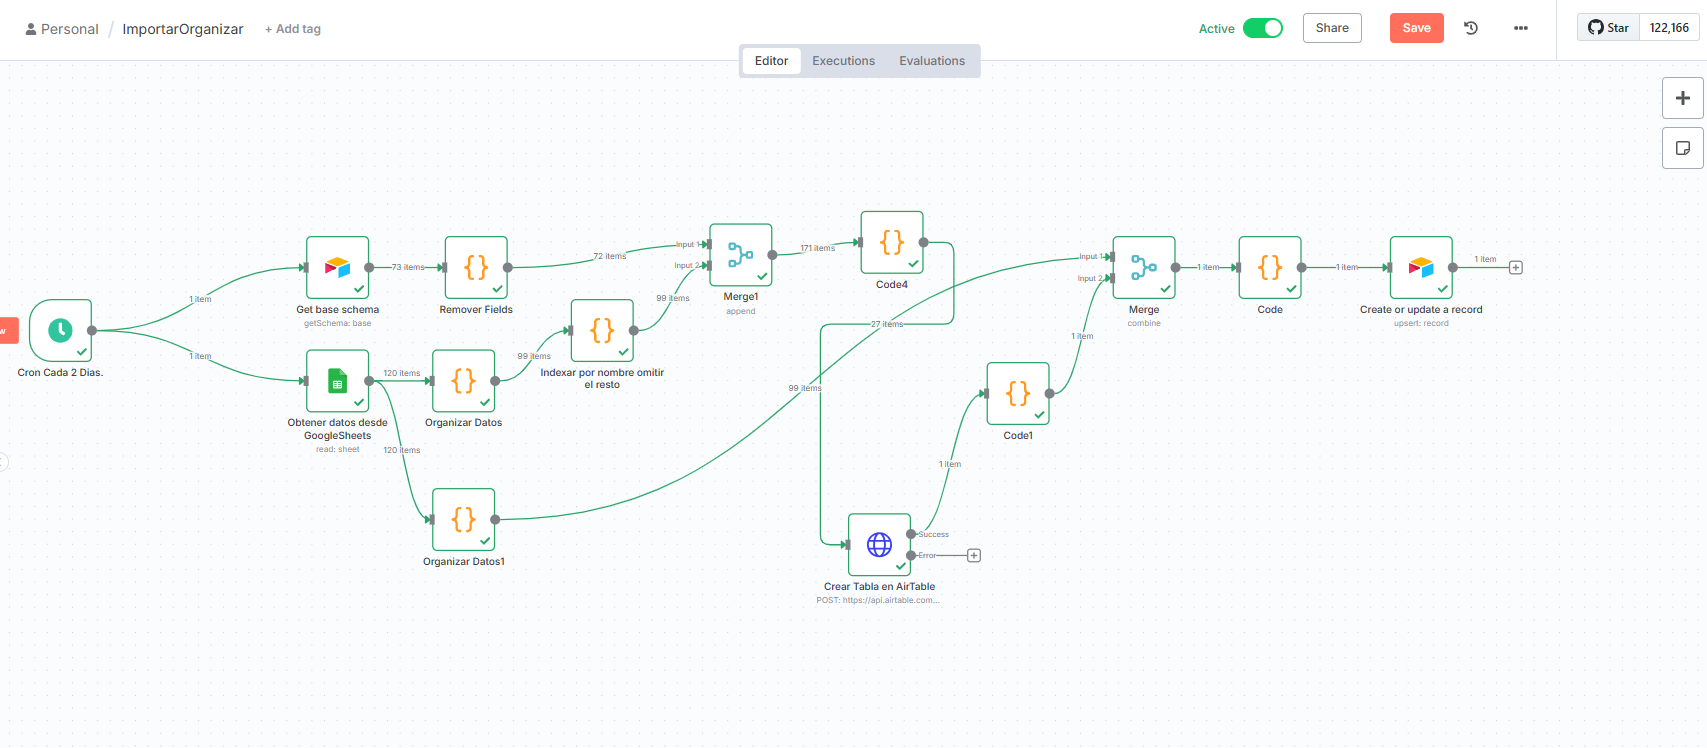 Personal / ImportarOrganizar + Add tag
Active
Share
Save
Star 122,166
Editor Executions Evaluations
w
Cron Cada 2 Dias.
1 item
1 item
Get base schema
getSchema: base
73 items
Remover Fields
72 items
Obtener datos desde
GoogleSheets
read: sheet
120 items
120 items
Organizar Datos
99 items
Indexar por nombre omitir
el resto
99 items
Organizar Datos1
99 items
Input 1
Input 2
Merge1
append
171 items
Code4
27 items
Crear Tabla en AirTable
POST: https://api.airtable.com...
Success
Error
1 item
Code1
1 item
Input 1
Input 2
Merge
combine
1 item
Code
1 item
Create or update a record
upsert: record
1 item